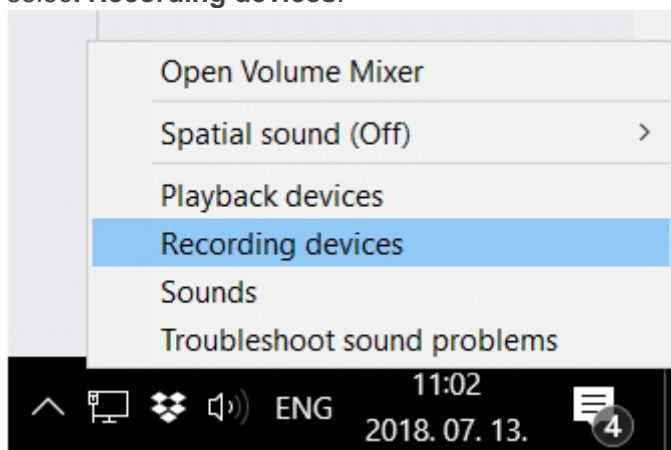 select Recording devices.
Open Volume Mixer
Spatial sound (Off)
Playback devices
Recording devices
Sounds
Troubleshoot sound problems
ENG
11:02
2018. 07. 13.
4